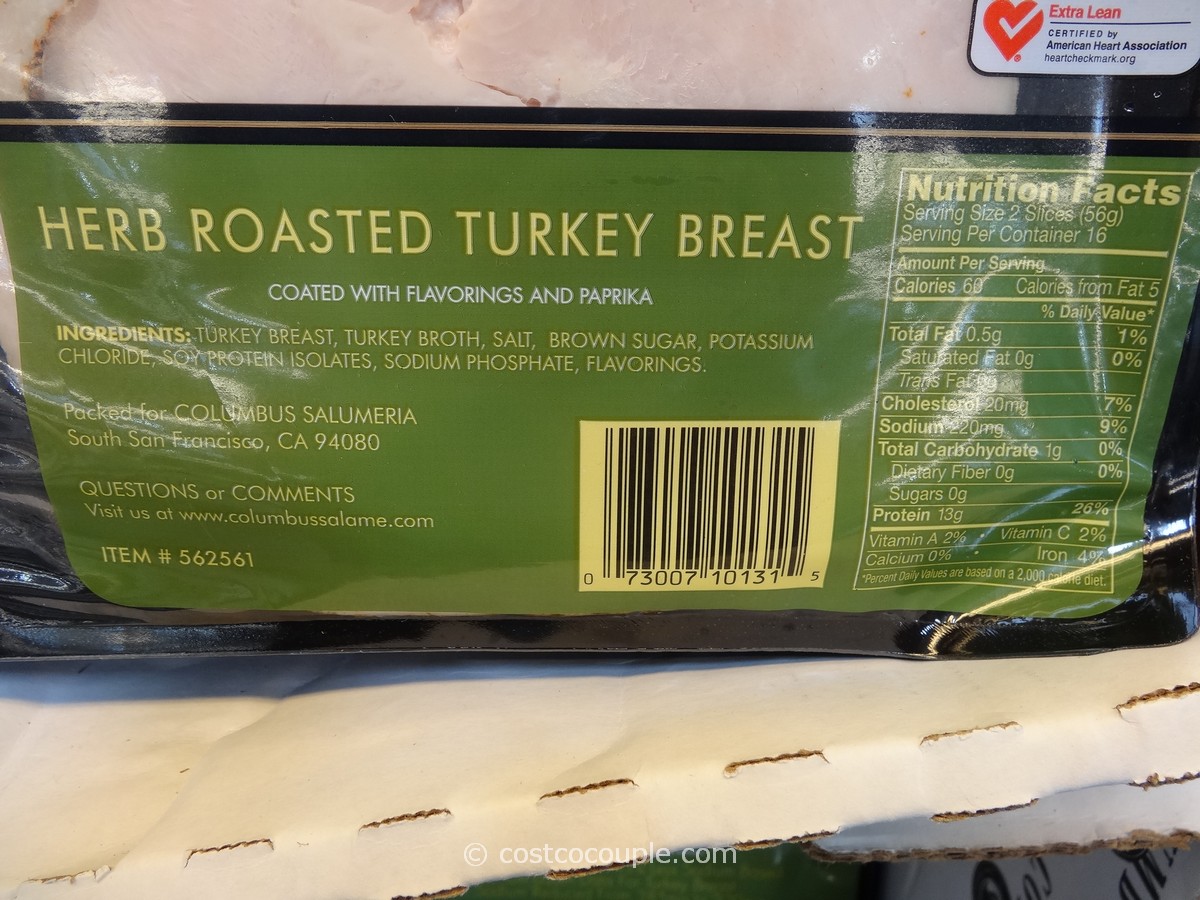 Extra Lean
CERTIFIED by
American Heart Association
heartcheckmark.org
HERB ROASTED TURKEY BREAST
COATED WITH FLAVORINGS AND PAPRIKA
INGREDIENTS: TURKEY BREAST, TURKEY BROTH, SALT, BROWN SUGAR, POTASSIUM
CHLORIDE, SOY PROTEIN ISOLATES, SODIUM PHOSPHATE, FLAVORINGS.
Packed for COLUMBUS SALUMERIA
South San Francisco, CA 94080
QUESTIONS or COMMENTS
Visit us at www.columbussalame.com
ITEM # 562561
0 73007 10131 5
Nutrition Facts
Serving Size 2 Slices (56g)
Serving Per Container 16
Amount Per Serving
Calories 60 Calories from Fat 5
% Daily Value*
Total Fat 0.5g 1%
Saturated Fat 0g 0%
Trans Fat 0g
Cholesterol 20mg 7%
Sodium 220mg 9%
Total Carbohydrate 1g 0%
Dietary Fiber 0g 0%
Sugars 0g
Protein 13g 26%
Vitamin A 2% Vitamin C 2%
Calcium 0% Iron 4%
*Percent Daily Values are based on a 2,000 calorie diet.
© costcocouple.com